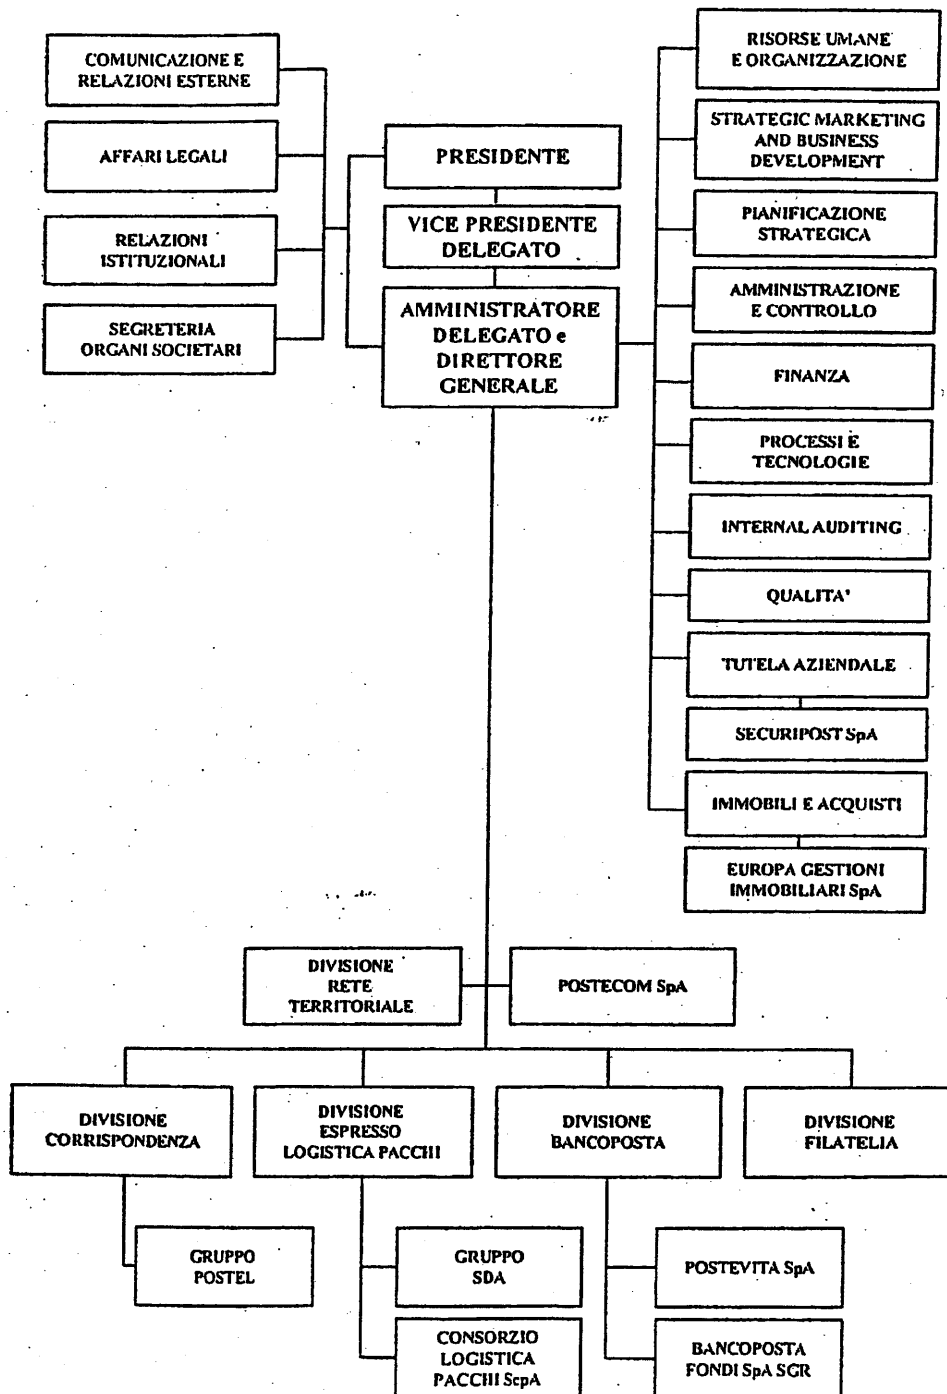 COMUNICAZIONE E
RELAZIONI ESTERNE
AFFARI LEGALI
RELAZIONI
ISTITUZIONALI
SEGRETERIA
ORGANI SOCIETARI
PRESIDENTE
VICE PRESIDENTE
DELEGATO
AMMINISTRATORE
DELEGATO e
DIRETTORE
GENERALE
RISORSE UMANE
E ORGANIZZAZIONE
STRATEGIC MARKETING
AND BUSINESS
DEVELOPMENT
PIANIFICAZIONE
STRATEGICA
AMMINISTRAZIONE
E CONTROLLO
FINANZA
PROCESSI E
TECNOLOGIE
INTERNAL AUDITING
QUALITA'
TUTELA AZIENDALE
SECURIPOST SpA
IMMOBILI E ACQUISTI
EUROPA GESTIONI
IMMOBILIARI SpA
DIVISIONE
RETE
TERRITORIALE
POSTECOM SpA
DIVISIONE
CORRISPONDENZA
DIVISIONE
ESPRESSO
LOGISTICA PACCHI
DIVISIONE
BANCOPOSTA
DIVISIONE
FILATELIA
GRUPPO
POSTEL
GRUPPO
SDA
POSTEVITA SpA
CONSORZIO
LOGISTICA
PACCHI ScpA
BANCOPOSTA
FONDI SpA SGR